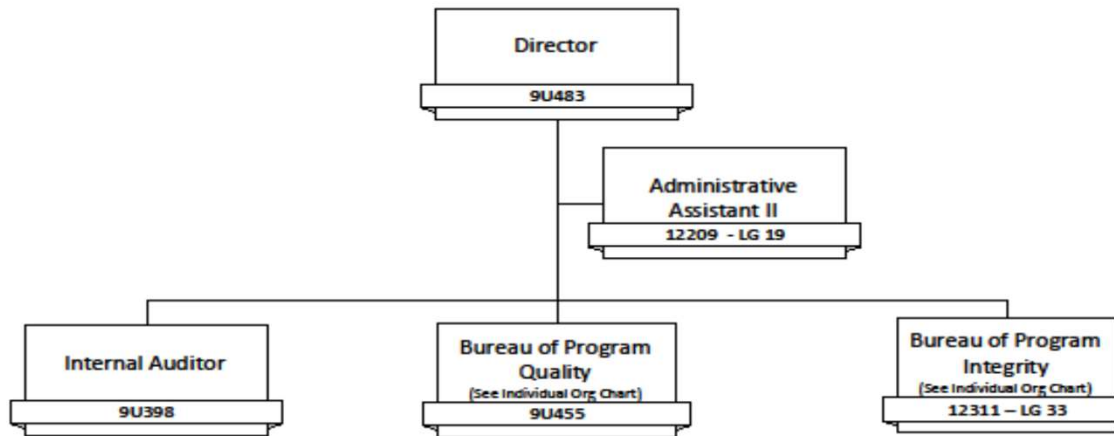 Director
9U483
Administrative
Assistant II
12209 - LG 19
Internal Auditor
9U398
Bureau of Program
Quality
(See Individual Org Chart)
9U455
Bureau of Program
Integrity
(See Individual Org Chart)
12311 – LG 33